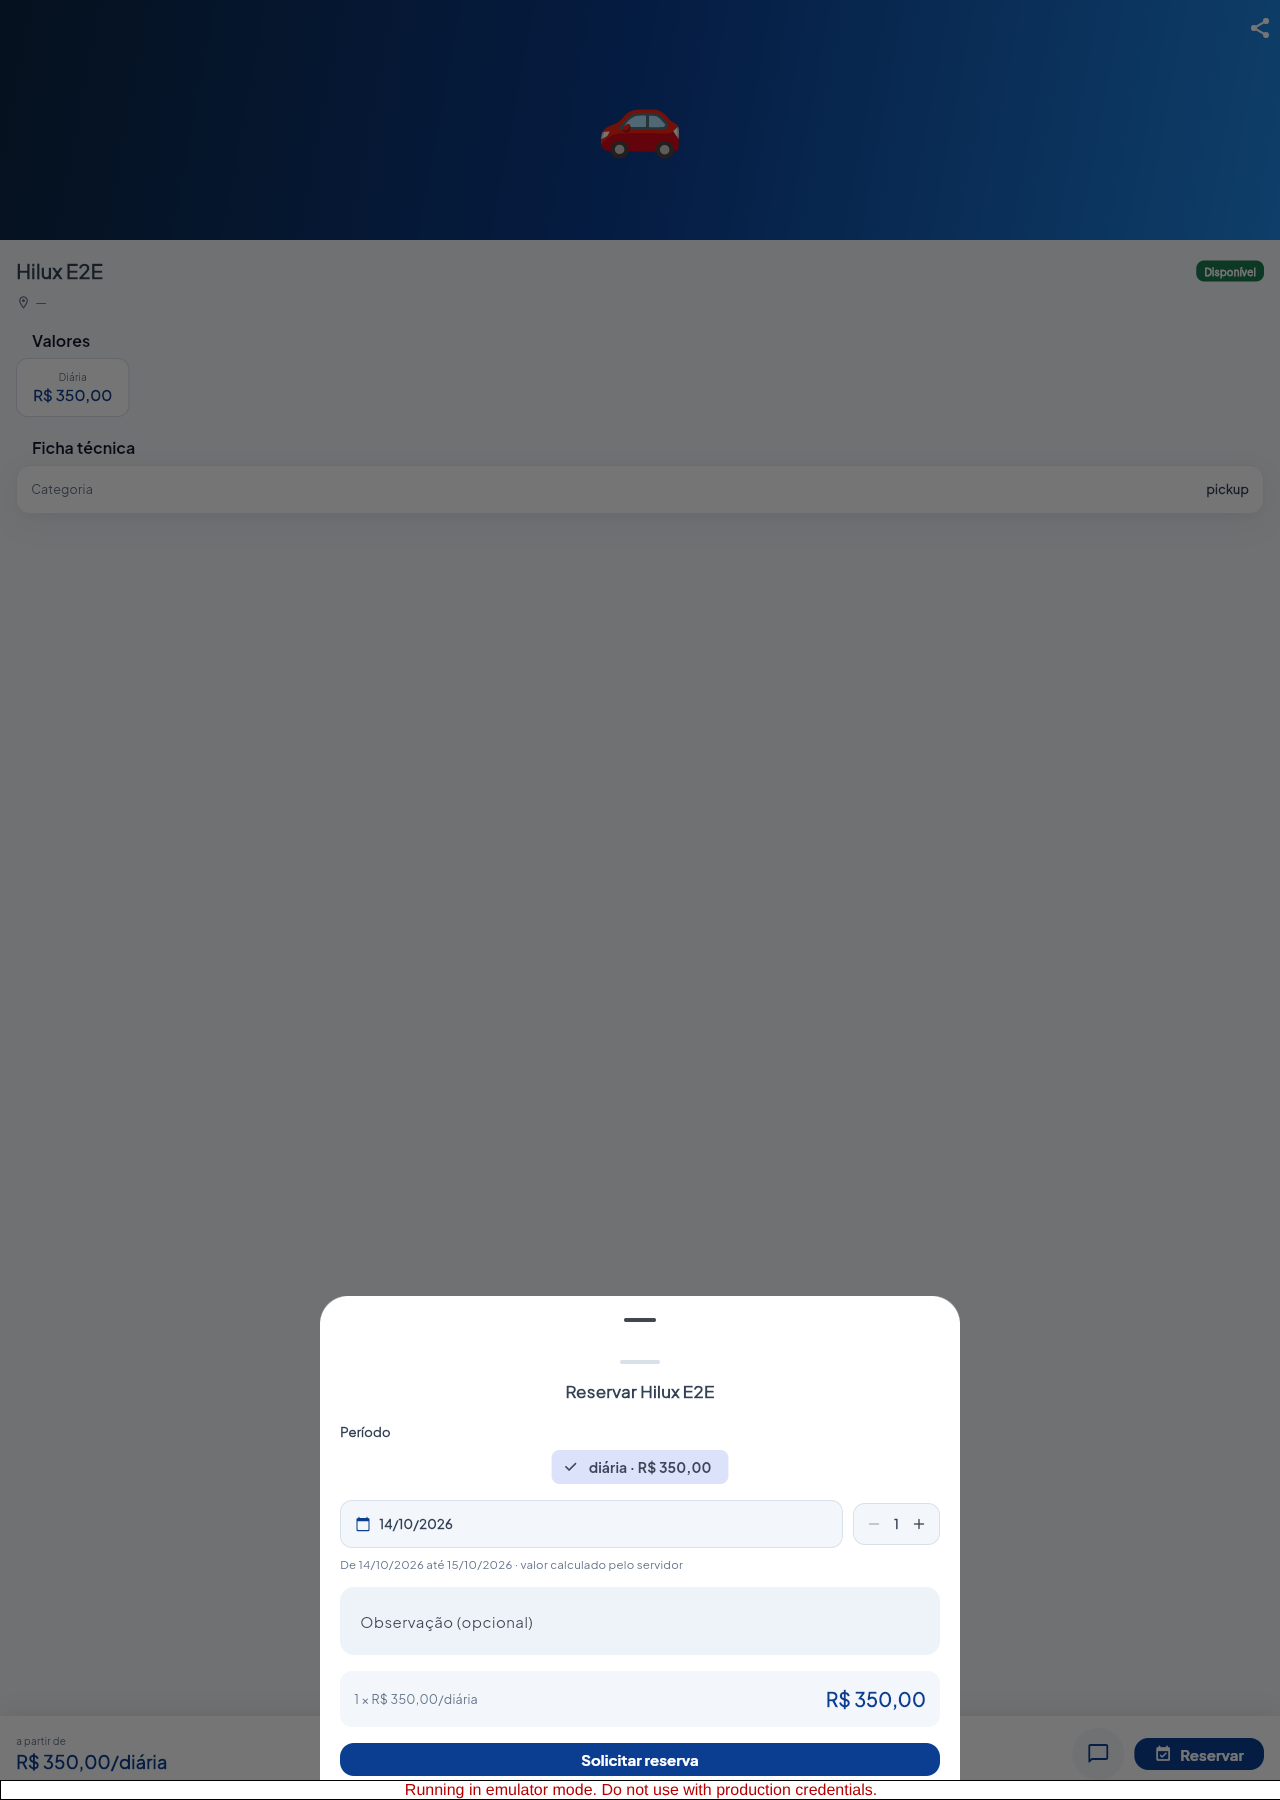 Hilux E2E
Disponível
—
Valores
Diária
R$ 350,00
Ficha técnica
Categoria
pickup
Reservar Hilux E2E
Período
diária · R$ 350,00
14/10/2026
1
De 14/10/2026 até 15/10/2026 · valor calculado pelo servidor
Observação (opcional)
1 × R$ 350,00/diária
R$ 350,00
a partir de
R$ 350,00/diária
Solicitar reserva
Reservar
Running in emulator mode. Do not use with production credentials.